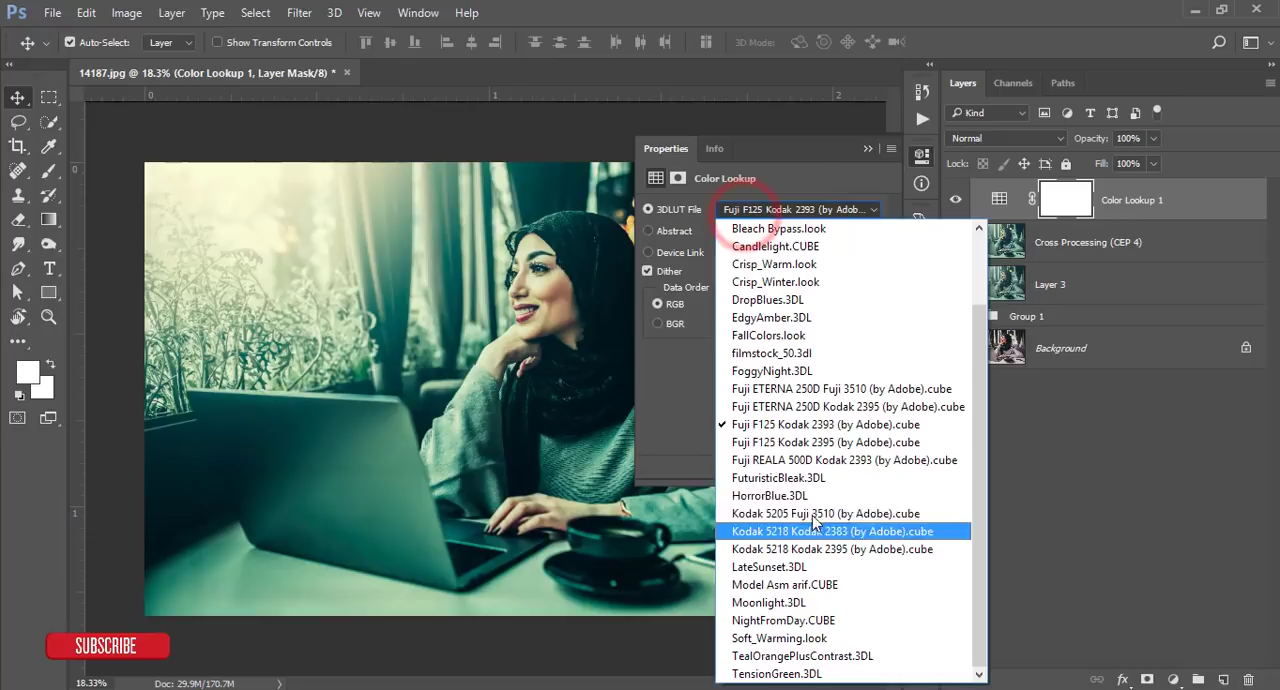 Ps File Edit Image Layer Type Select Filter 3D View Window Help
Auto-Select: Layer Show Transform Controls 3D Mode:
14187.jpg @ 18.3% (Color Lookup 1, Layer Mask/8) * ×
0 1 2
0
1
Properties Info
Color Lookup
3DLUT File Fuji F125 Kodak 2393 (by Adob...
Abstract
Device Link
Dither
Data Order
RGB
BGR
Bleach Bypass.look
Candlelight.CUBE
Crisp_Warm.look
Crisp_Winter.look
DropBlues.3DL
EdgyAmber.3DL
FallColors.look
filmstock_50.3dl
FoggyNight.3DL
Fuji ETERNA 250D Fuji 3510 (by Adobe).cube
Fuji ETERNA 250D Kodak 2395 (by Adobe).cube
Fuji F125 Kodak 2393 (by Adobe).cube
Fuji F125 Kodak 2395 (by Adobe).cube
Fuji REALA 500D Kodak 2393 (by Adobe).cube
FuturisticBleak.3DL
HorrorBlue.3DL
Kodak 5205 Fuji 3510 (by Adobe).cube
Kodak 5218 Kodak 2383 (by Adobe).cube
Kodak 5218 Kodak 2395 (by Adobe).cube
LateSunset.3DL
Model Asm arif.CUBE
Moonlight.3DL
NightFromDay.CUBE
Soft_Warming.look
TealOrangePlusContrast.3DL
TensionGreen.3DL
Layers Channels Paths
Kind
Normal Opacity: 100%
Lock: Fill: 100%
Color Lookup 1
Cross Processing (CEP 4)
Layer 3
Group 1
Background
SUBSCRIBE
18.33% Doc: 29.9M/170.7M
fx